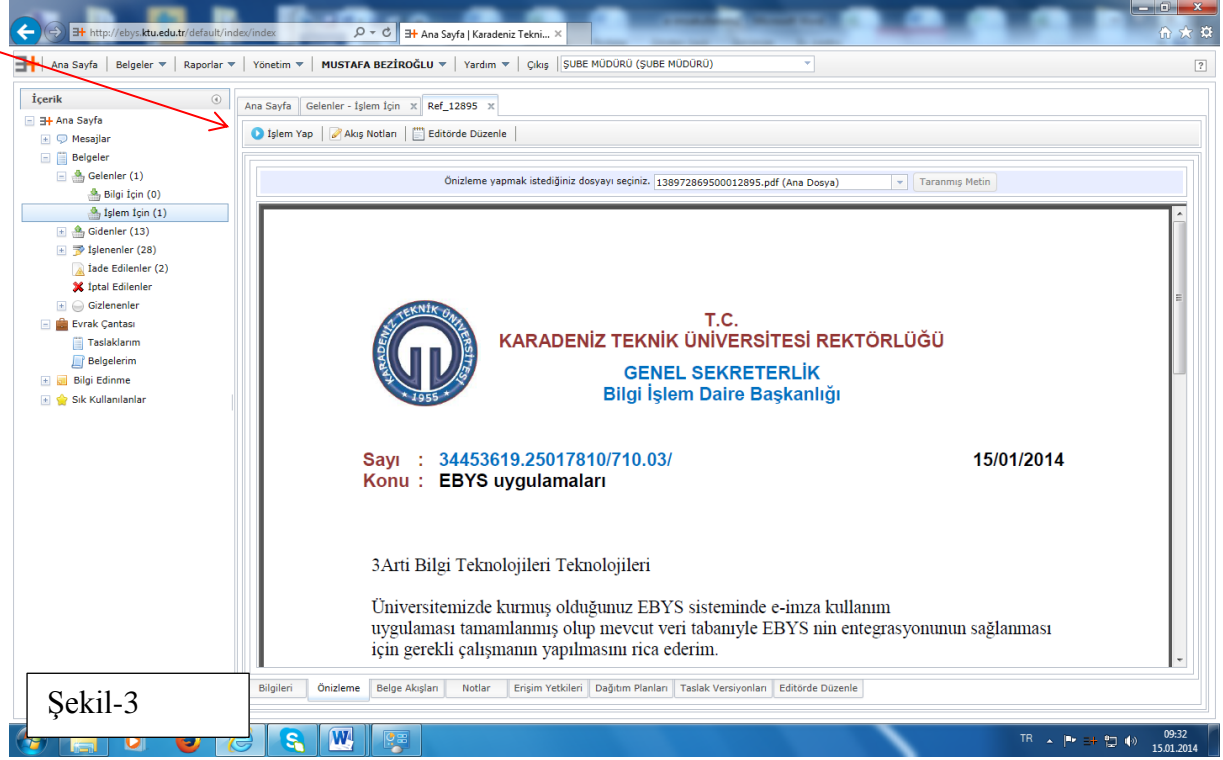 http://ebys.ktu.edu.tr/default/index/index
Ana Sayfa | Karadeniz Tekni...
Ana Sayfa Belgeler Raporlar Yönetim MUSTAFA BEZİROĞLU Yardım Çıkış ŞUBE MÜDÜRÜ (ŞUBE MÜDÜRÜ) ?
İçerik
Ana Sayfa
Mesajlar
Belgeler
Gelenler (1)
Bilgi İçin (0)
İşlem İçin (1)
Gidenler (13)
İşlenenler (28)
İade Edilenler (2)
İptal Edilenler
Gizlenenler
Evrak Çantası
Taslaklarım
Belgelerim
Bilgi Edinme
Sık Kullanılanlar
Ana Sayfa Gelenler - İşlem İçin x Ref_12895 x
İşlem Yap Akış Notları Editörde Düzenle
Önizleme yapmak istediğiniz dosyayı seçiniz. 138972869500012895.pdf (Ana Dosya) Taranmış Metin
KARADENİZ TEKNİK ÜNİVERSİTESİ
1955
T.C.
KARADENİZ TEKNİK ÜNİVERSİTESİ REKTÖRLÜĞÜ
GENEL SEKRETERLİK
Bilgi İşlem Daire Başkanlığı
Sayı : 34453619.25017810/710.03/ 15/01/2014
Konu : EBYS uygulamaları
3Arti Bilgi Teknolojileri Teknolojileri
Üniversitemizde kurmuş olduğunuz EBYS sisteminde e-imza kullanım
uygulaması tamamlanmış olup mevcut veri tabanıyle EBYS nin entegrasyonunun sağlanması
için gerekli çalışmanın yapılmasını rica ederim.
Bilgileri Önizleme Belge Akışları Notlar Erişim Yetkileri Dağıtım Planları Taslak Versiyonları Editörde Düzenle
Şekil-3
TR 09:32
15.01.2014